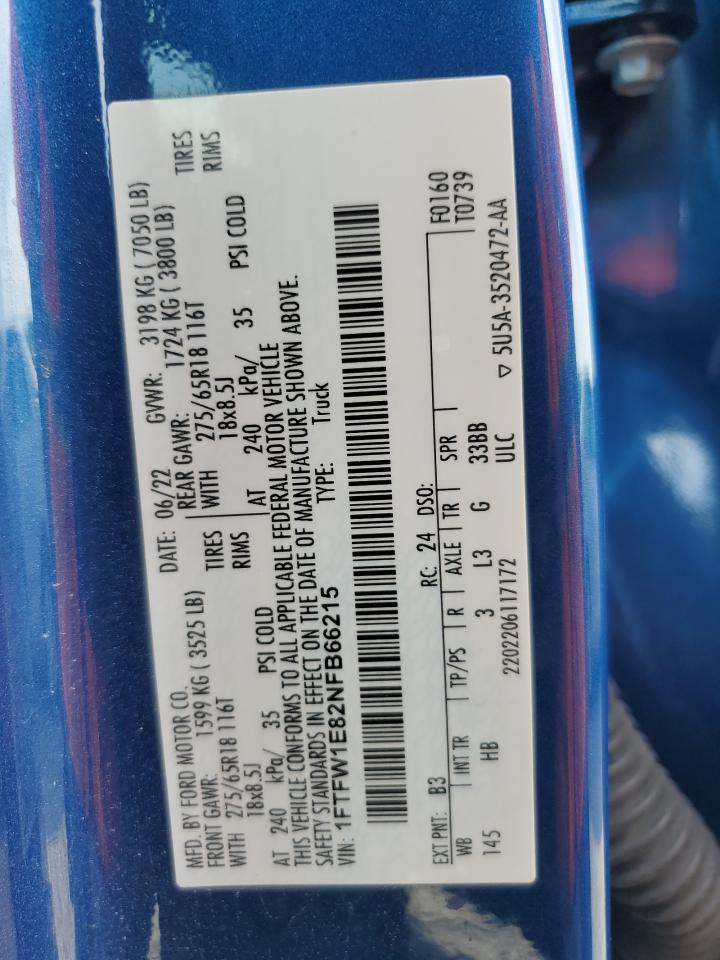 MFD. BY FORD MOTOR CO. DATE: 06/22 GVWR: 3198 KG ( 7050 LB)
FRONT GAWR: 1599 KG ( 3525 LB) REAR GAWR: 1724 KG ( 3800 LB)
WITH 275/65R18 116T TIRES WITH 275/65R18 116T TIRES
18x8.5J RIMS 18x8.5J RIMS
AT 240 kPa/ 35 PSI COLD AT 240 kPa/ 35 PSI COLD
THIS VEHICLE CONFORMS TO ALL APPLICABLE FEDERAL MOTOR VEHICLE
SAFETY STANDARDS IN EFFECT ON THE DATE OF MANUFACTURE SHOWN ABOVE.
VIN: 1FTFW1E82NFB66215 TYPE: Truck
F0160
EXT PNT: B3 RC: 24 DSO: T0739
WB INT TR TP/PS R AXLE TR SPR
145 HB 3 L3 G 33BB
2202206117172 ULC ▽ 5U5A-3520472-AA